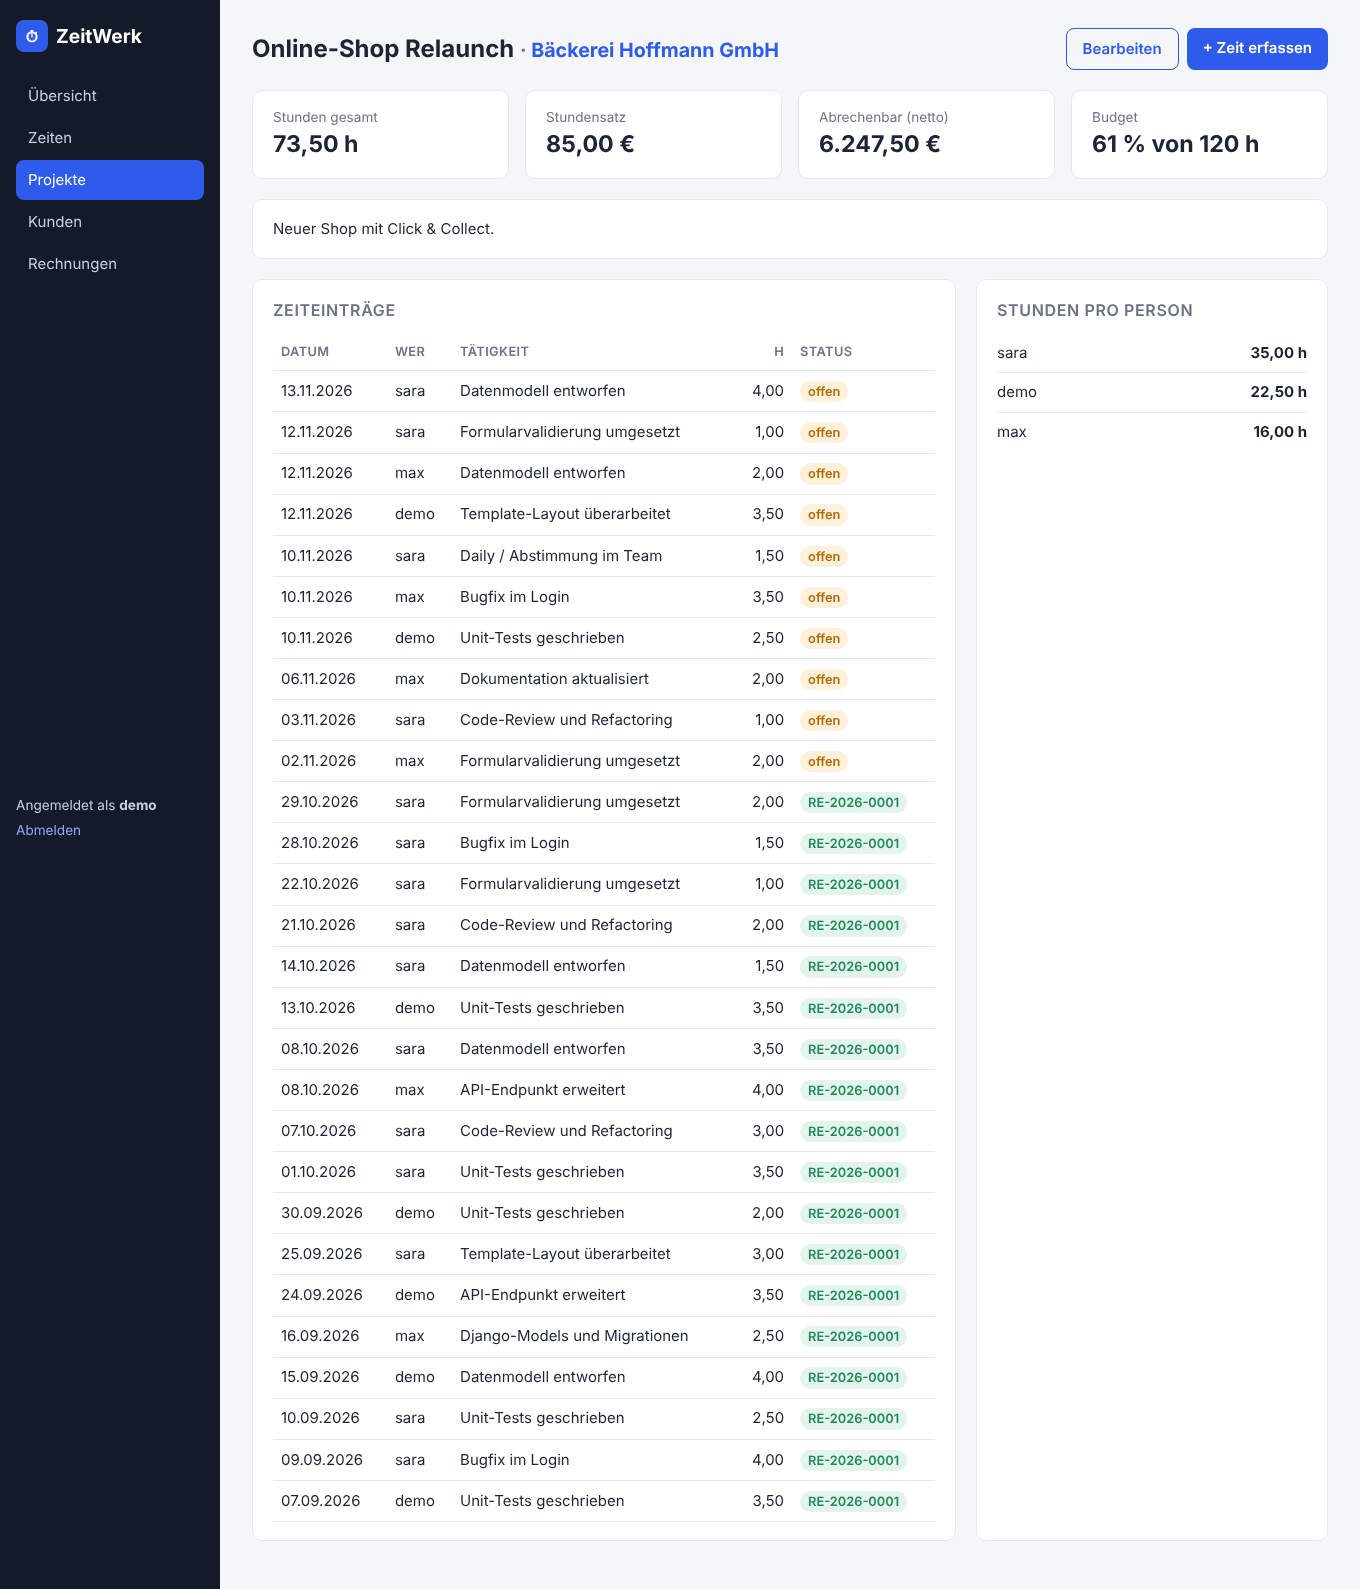 ZeitWerk
Übersicht
Zeiten
Projekte
Kunden
Rechnungen
Angemeldet als demo
Abmelden
Online-Shop Relaunch · Bäckerei Hoffmann GmbH
Bearbeiten
+ Zeit erfassen
Stunden gesamt
73,50 h
Stundensatz
85,00 €
Abrechenbar (netto)
6.247,50 €
Budget
61 % von 120 h
Neuer Shop mit Click & Collect.
ZEITEINTRÄGE
DATUM WER TÄTIGKEIT H STATUS
13.11.2026 sara Datenmodell entworfen 4,00 offen
12.11.2026 sara Formularvalidierung umgesetzt 1,00 offen
12.11.2026 max Datenmodell entworfen 2,00 offen
12.11.2026 demo Template-Layout überarbeitet 3,50 offen
10.11.2026 sara Daily / Abstimmung im Team 1,50 offen
10.11.2026 max Bugfix im Login 3,50 offen
10.11.2026 demo Unit-Tests geschrieben 2,50 offen
06.11.2026 max Dokumentation aktualisiert 2,00 offen
03.11.2026 sara Code-Review und Refactoring 1,00 offen
02.11.2026 max Formularvalidierung umgesetzt 2,00 offen
29.10.2026 sara Formularvalidierung umgesetzt 2,00 RE-2026-0001
28.10.2026 sara Bugfix im Login 1,50 RE-2026-0001
22.10.2026 sara Formularvalidierung umgesetzt 1,00 RE-2026-0001
21.10.2026 sara Code-Review und Refactoring 2,00 RE-2026-0001
14.10.2026 sara Datenmodell entworfen 1,50 RE-2026-0001
13.10.2026 demo Unit-Tests geschrieben 3,50 RE-2026-0001
08.10.2026 sara Datenmodell entworfen 3,50 RE-2026-0001
08.10.2026 max API-Endpunkt erweitert 4,00 RE-2026-0001
07.10.2026 sara Code-Review und Refactoring 3,00 RE-2026-0001
01.10.2026 sara Unit-Tests geschrieben 3,50 RE-2026-0001
30.09.2026 demo Unit-Tests geschrieben 2,00 RE-2026-0001
25.09.2026 sara Template-Layout überarbeitet 3,00 RE-2026-0001
24.09.2026 demo API-Endpunkt erweitert 3,50 RE-2026-0001
16.09.2026 max Django-Models und Migrationen 2,50 RE-2026-0001
15.09.2026 demo Datenmodell entworfen 4,00 RE-2026-0001
10.09.2026 sara Unit-Tests geschrieben 2,50 RE-2026-0001
09.09.2026 sara Bugfix im Login 4,00 RE-2026-0001
07.09.2026 demo Unit-Tests geschrieben 3,50 RE-2026-0001
STUNDEN PRO PERSON
sara 35,00 h
demo 22,50 h
max 16,00 h